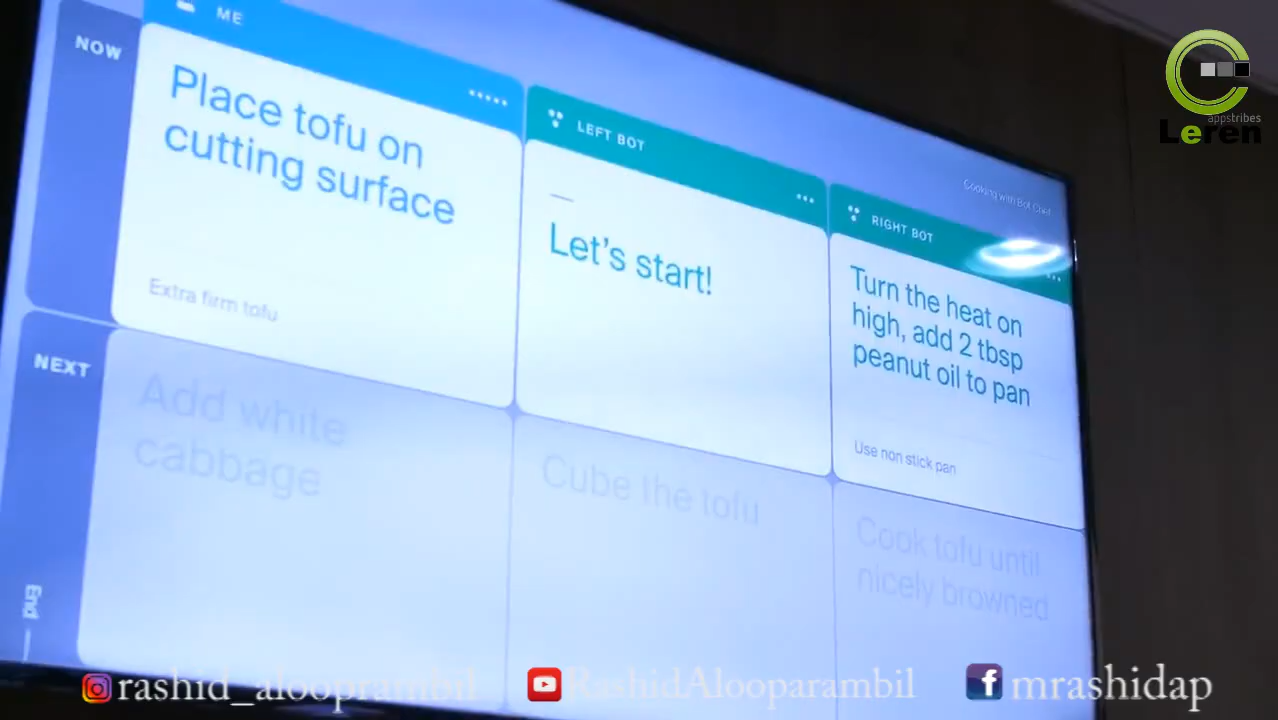 ME
NOW
Place tofu on
cutting surface
Extra firm tofu
LEFT BOT
Let's start!
Cooking with Bot Chef
RIGHT BOT
Turn the heat on
high, add 2 tbsp
peanut oil to pan
Use non stick pan
NEXT
Add white
cabbage
Cube the tofu
Cook tofu until
nicely browned
End
appstribes
Leren
rashid_alooprambil
RashidAlooparambil
mrashidap